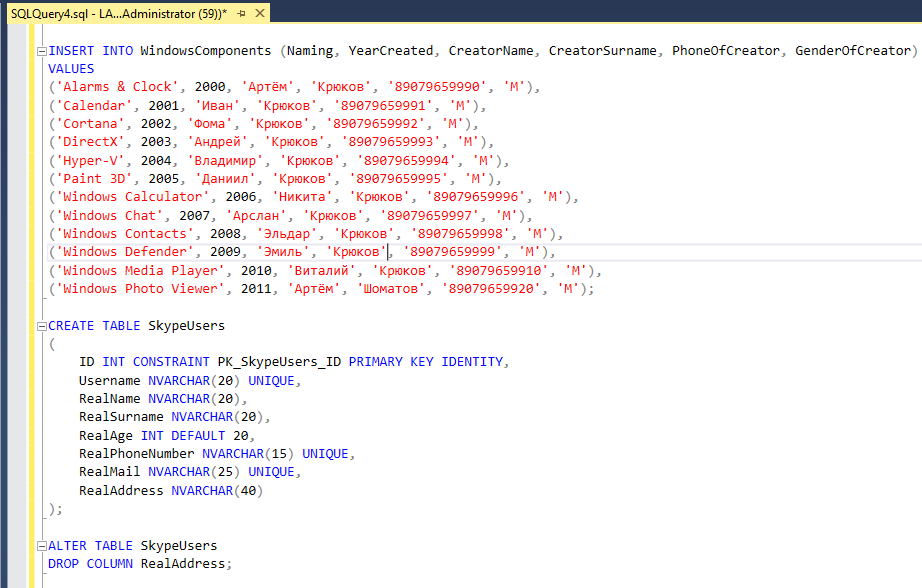 SQLQuery4.sql - LA...Administrator (59))*
INSERT INTO WindowsComponents (Naming, YearCreated, CreatorName, CreatorSurname, PhoneOfCreator, GenderOfCreator)
VALUES
('Alarms & Clock', 2000, 'Артём', 'Крюков', '89079659990', 'М'),
('Calendar', 2001, 'Иван', 'Крюков', '89079659991', 'М'),
('Cortana', 2002, 'Фома', 'Крюков', '89079659992', 'М'),
('DirectX', 2003, 'Андрей', 'Крюков', '89079659993', 'М'),
('Hyper-V', 2004, 'Владимир', 'Крюков', '89079659994', 'М'),
('Paint 3D', 2005, 'Даниил', 'Крюков', '89079659995', 'М'),
('Windows Calculator', 2006, 'Никита', 'Крюков', '89079659996', 'М'),
('Windows Chat', 2007, 'Арслан', 'Крюков', '89079659997', 'М'),
('Windows Contacts', 2008, 'Эльдар', 'Крюков', '89079659998', 'М'),
('Windows Defender', 2009, 'Эмиль', 'Крюков', '89079659999', 'М'),
('Windows Media Player', 2010, 'Виталий', 'Крюков', '89079659910', 'М'),
('Windows Photo Viewer', 2011, 'Артём', 'Шоматов', '89079659920', 'М');
CREATE TABLE SkypeUsers
(
ID INT CONSTRAINT PK_SkypeUsers_ID PRIMARY KEY IDENTITY,
Username NVARCHAR(20) UNIQUE,
RealName NVARCHAR(20),
RealSurname NVARCHAR(20),
RealAge INT DEFAULT 20,
RealPhoneNumber NVARCHAR(15) UNIQUE,
RealMail NVARCHAR(25) UNIQUE,
RealAddress NVARCHAR(40)
);
ALTER TABLE SkypeUsers
DROP COLUMN RealAddress;